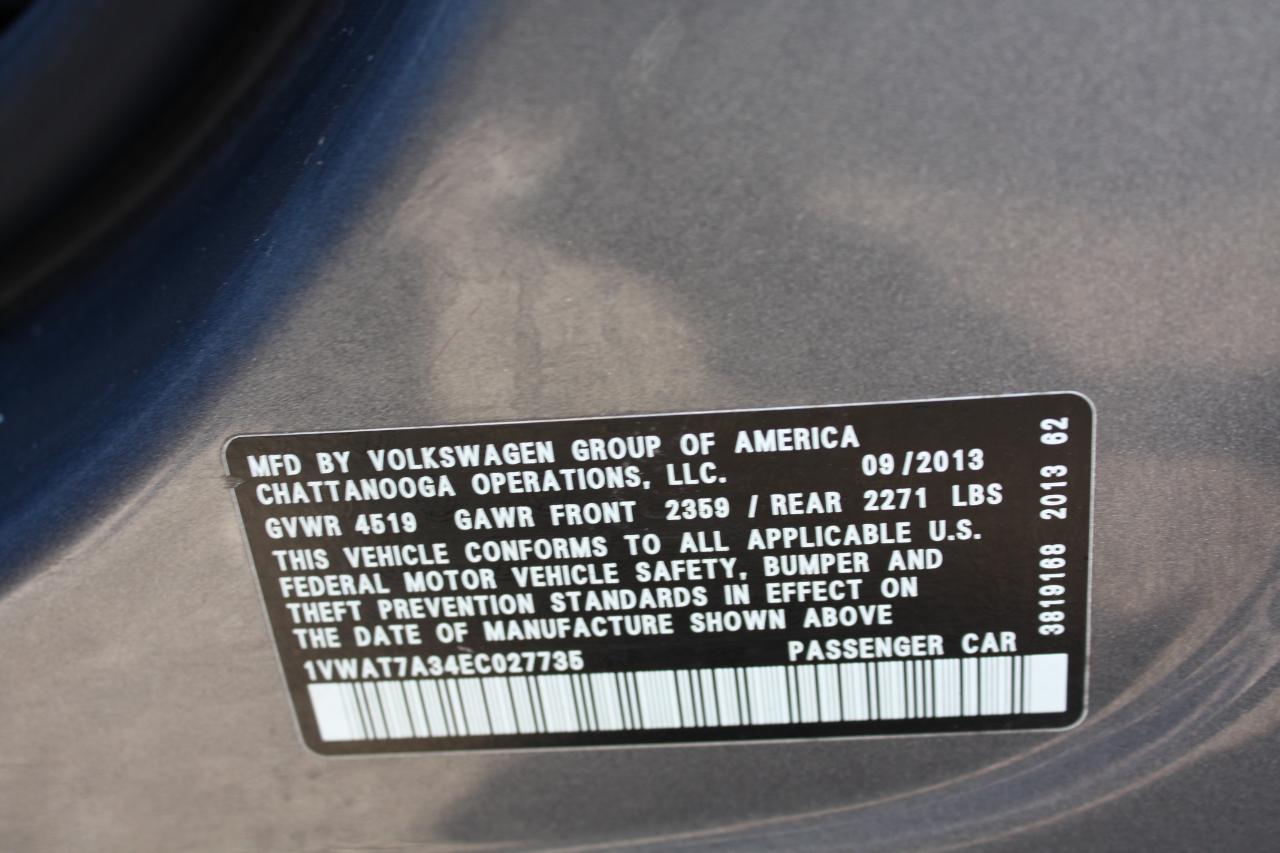 MFD BY VOLKSWAGEN GROUP OF AMERICA
CHATTANOOGA OPERATIONS, LLC. 09/2013
GVWR 4519 GAWR FRONT 2359 / REAR 2271 LBS
THIS VEHICLE CONFORMS TO ALL APPLICABLE U.S.
FEDERAL MOTOR VEHICLE SAFETY, BUMPER AND
THEFT PREVENTION STANDARDS IN EFFECT ON
THE DATE OF MANUFACTURE SHOWN ABOVE
1VWAT7A34EC027735 PASSENGER CAR
3819168 2013 62